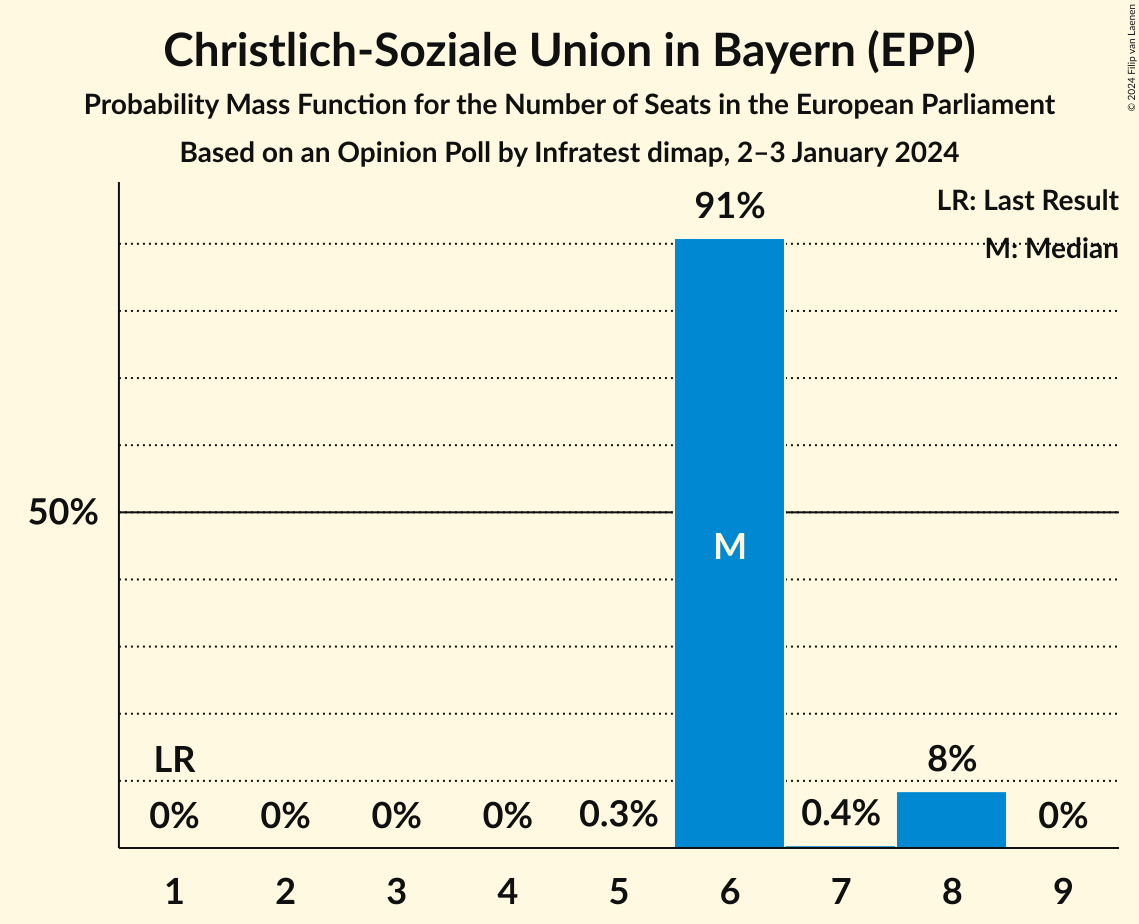 Christlich-Soziale Union in Bayern (EPP)
Probability Mass Function for the Number of Seats in the European Parliament
Based on an Opinion Poll by Infratest dimap, 2–3 January 2024
© 2024 Filip van Laenen
LR: Last Result
M: Median
91%
50%
M
LR
8%
0% 0% 0% 0% 0.3% 0.4% 0%
1 2 3 4 5 6 7 8 9